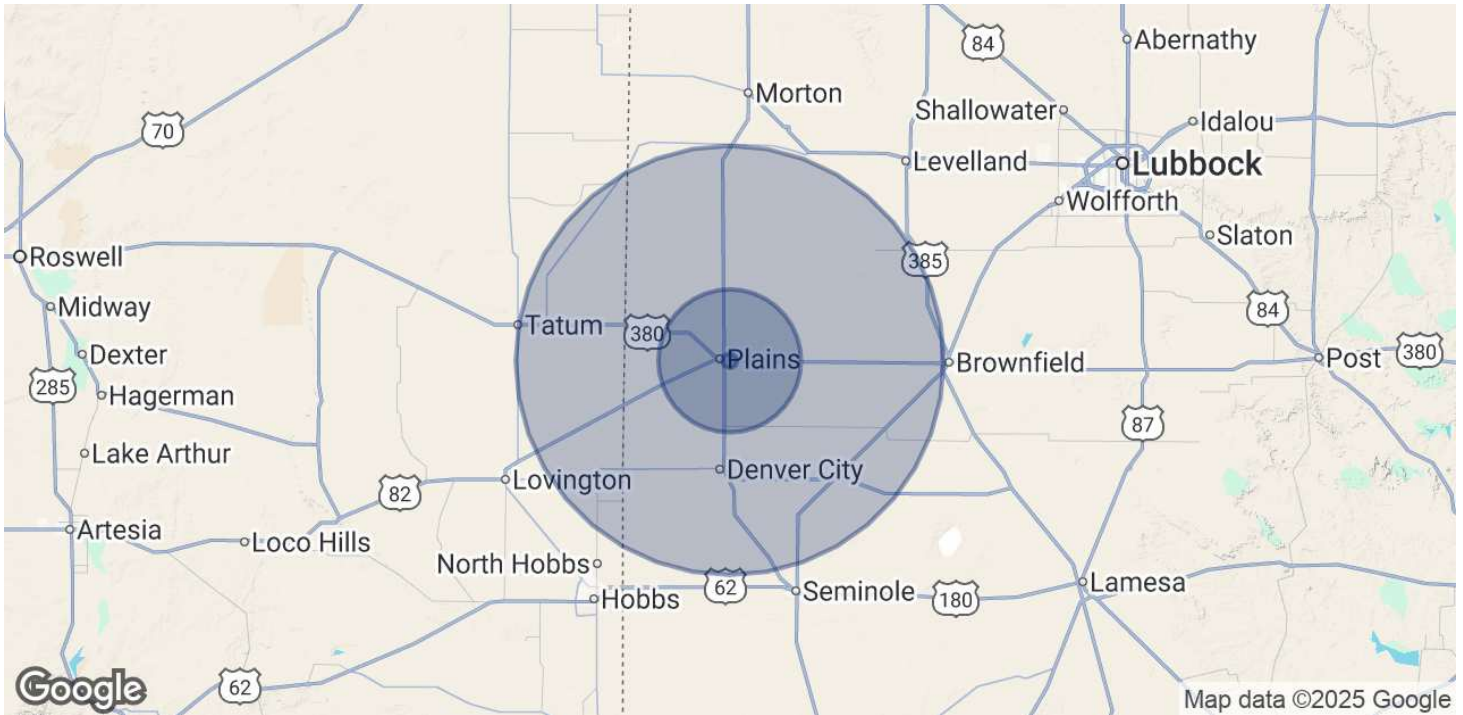 84
Abernathy
Morton
Shallowater
70
Idalou
Levelland
Lubbock
Wolfforth
Slaton
Roswell
385
Midway
84
Tatum
380
Dexter
Plains
Brownfield
Post
380
285
Hagerman
87
Lake Arthur
Denver City
Lovington
82
Artesia
Loco Hills
North Hobbs
62
Seminole
180
Lamesa
Hobbs
62
Google
Map data ©2025 Google